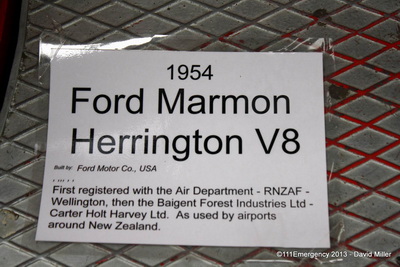 1954
Ford Marmon
Herrington V8
Built by: Ford Motor Co., USA
First registered with the Air Department - RNZAF -
Wellington, then the Baigent Forest Industries Ltd -
Carter Holt Harvey Ltd. As used by airports
around New Zealand.
©111Emergency 2013 - David Miller